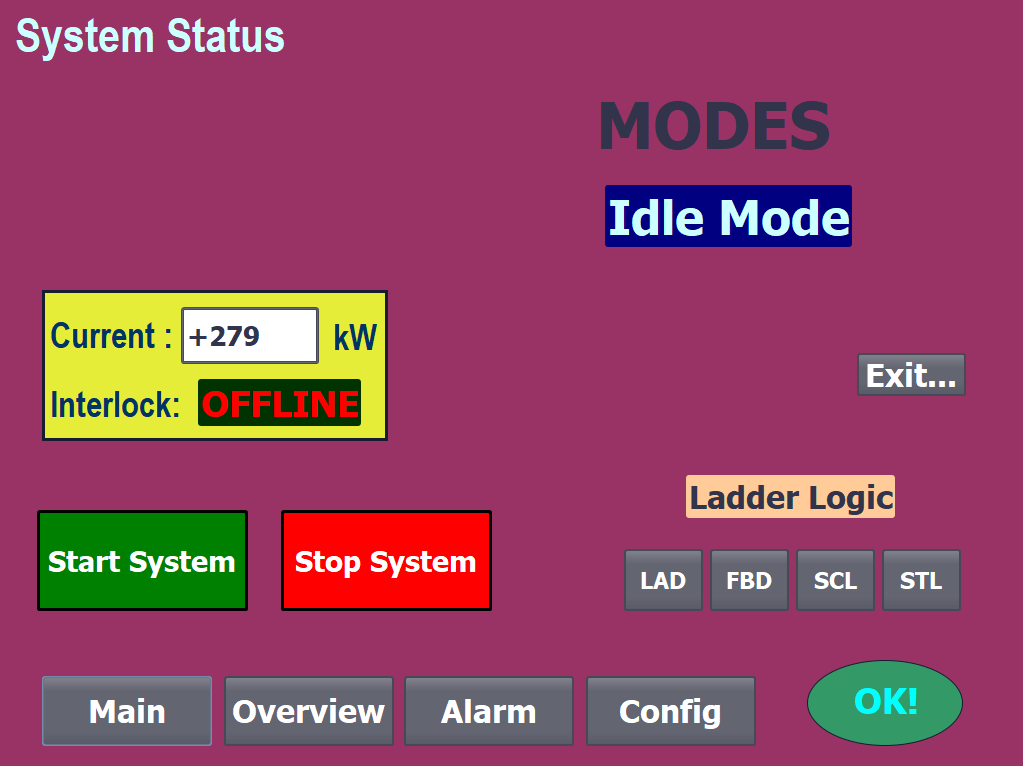 System Status
MODES
Idle Mode
Current : +279 kW
Interlock: OFFLINE
Exit...
Ladder Logic
Start System
Stop System
LAD
FBD
SCL
STL
Main
Overview
Alarm
Config
OK!